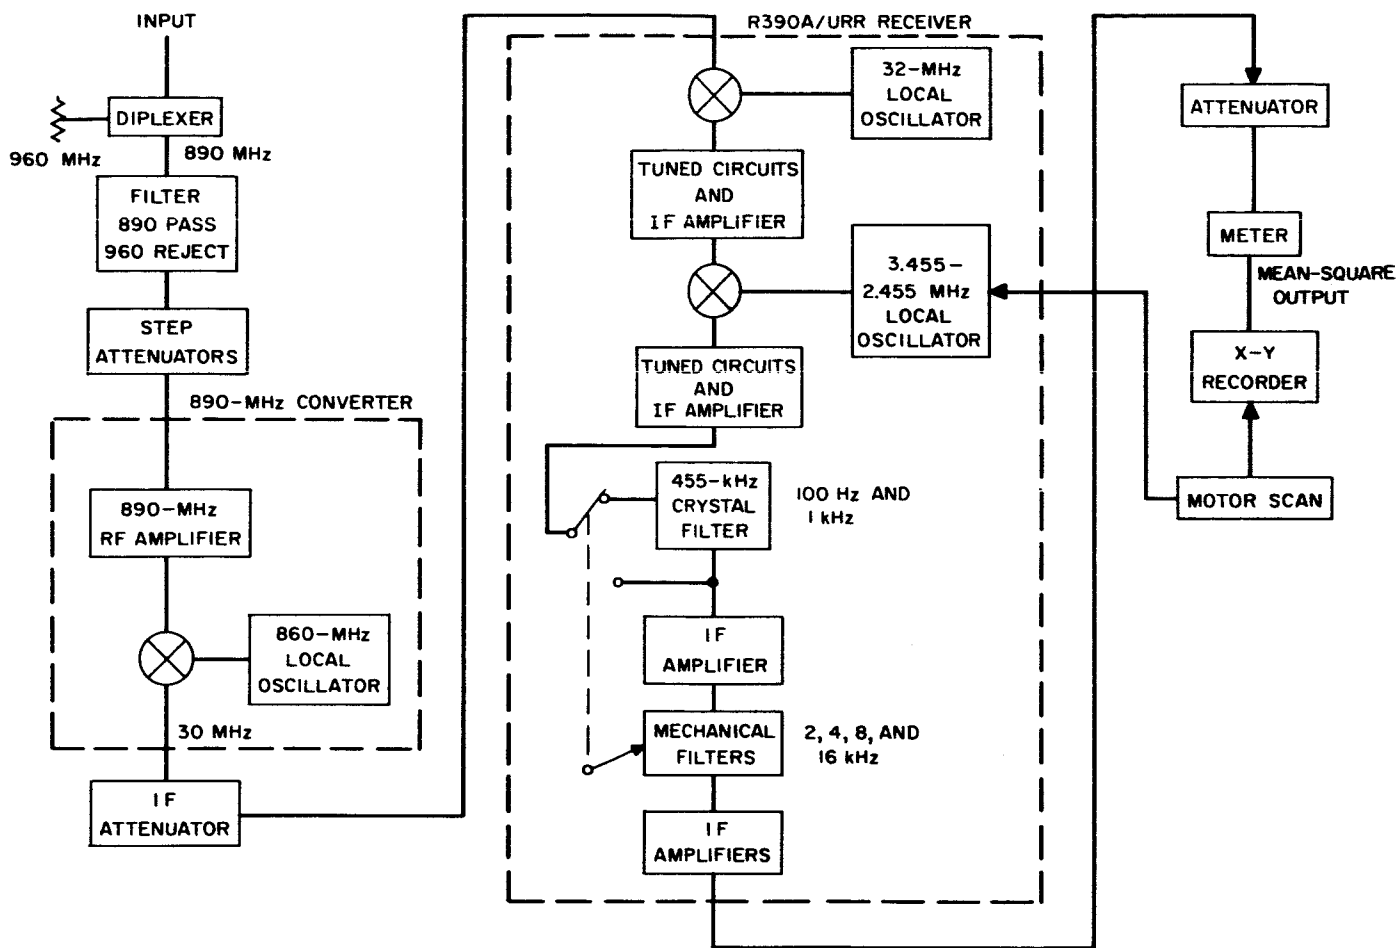 INPUT
DIPLEXER
960 MHz
890 MHz
FILTER
890 PASS
960 REJECT
STEP
ATTENUATORS
890-MHz CONVERTER
890-MHz
RF AMPLIFIER
860-MHz
LOCAL
OSCILLATOR
30 MHz
IF
ATTENUATOR
R390A/URR RECEIVER
32-MHz
LOCAL
OSCILLATOR
TUNED CIRCUITS
AND
IF AMPLIFIER
3.455-
2.455 MHz
LOCAL
OSCILLATOR
TUNED CIRCUITS
AND
IF AMPLIFIER
455-kHz
CRYSTAL
FILTER
100 Hz AND
1 kHz
IF
AMPLIFIER
MECHANICAL
FILTERS
2, 4, 8, AND
16 kHz
IF
AMPLIFIERS
ATTENUATOR
METER
MEAN-SQUARE
OUTPUT
X-Y
RECORDER
MOTOR SCAN